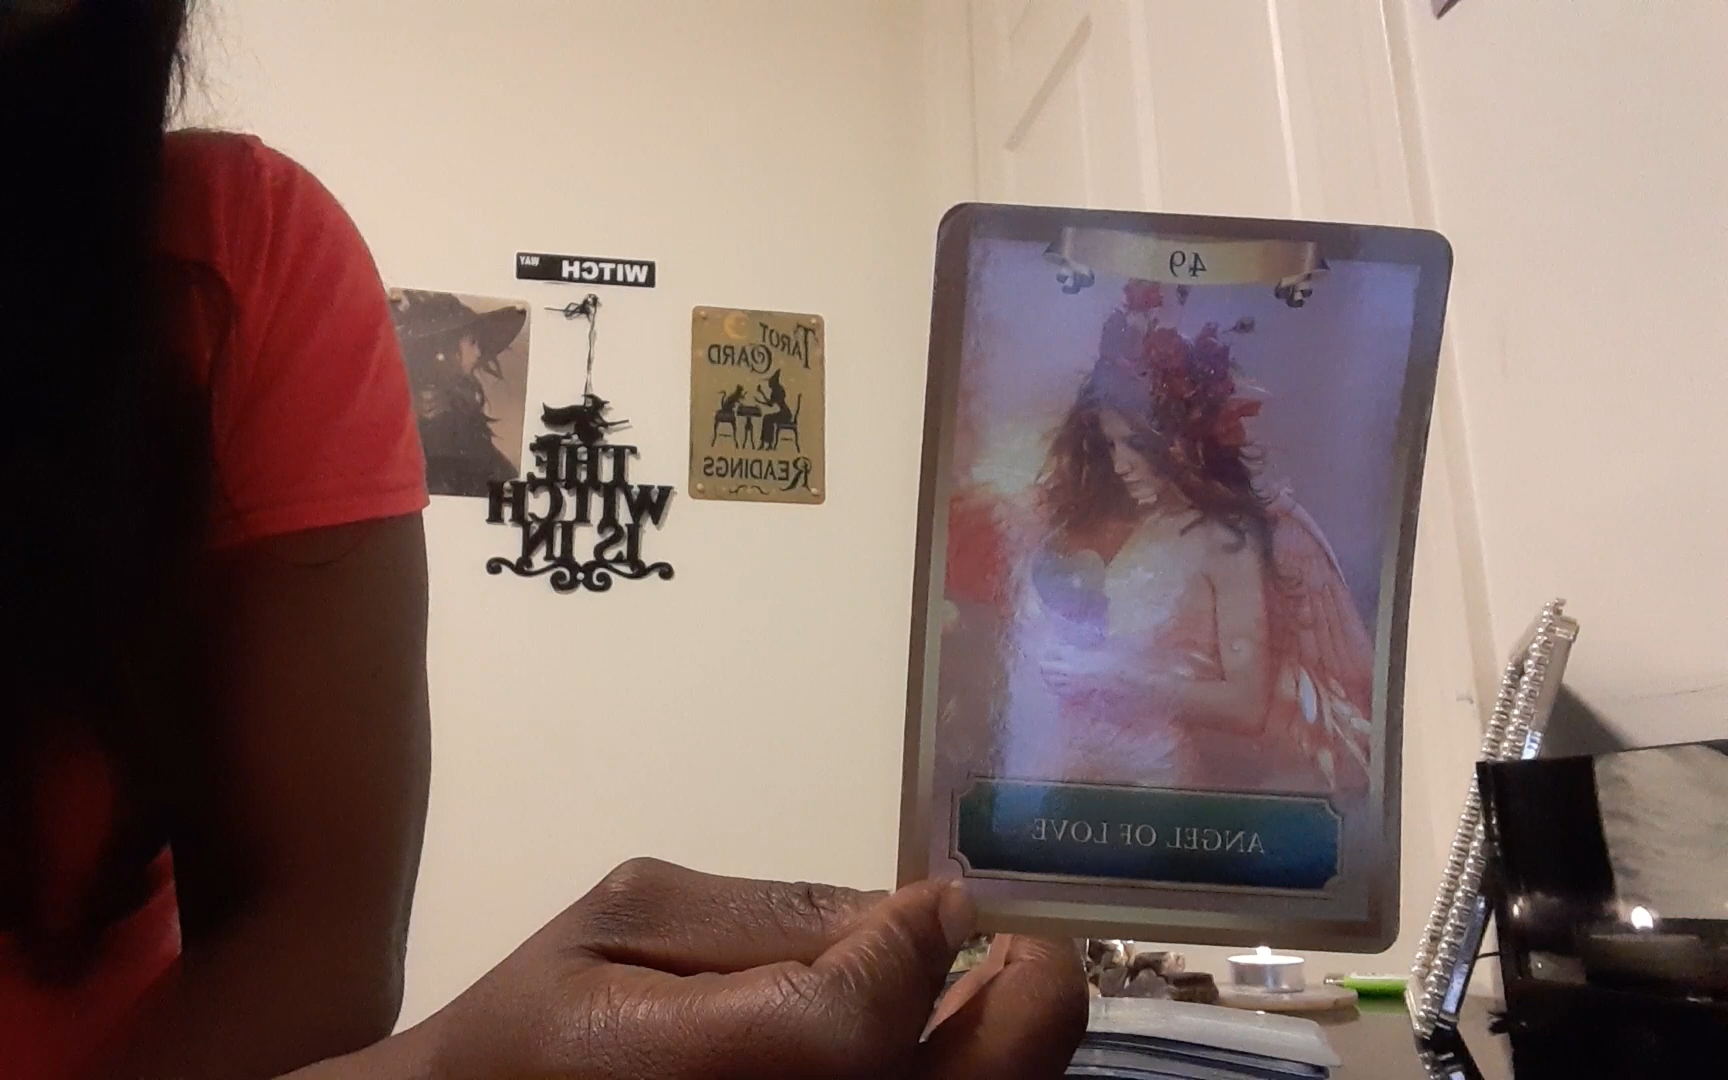 WITCH WAY
THE
WITCH
IS IN
TAROT
CARD
READINGS
49
ANGEL OF LOVE